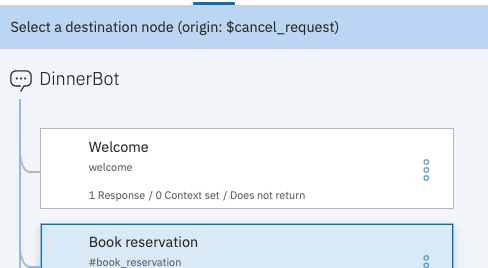 Select a destination node (origin: $cancel_request)
DinnerBot
Welcome
welcome
1 Response / 0 Context set / Does not return
Book reservation
#book_reservation